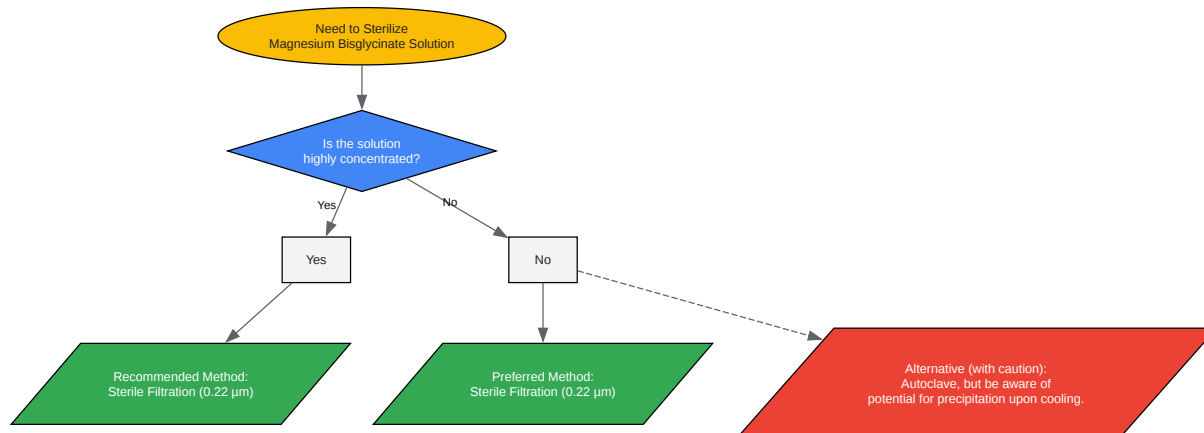 Need to Sterilize
Magnesium Bisglycinate Solution
Is the solution
highly concentrated?
Yes
No
Yes
No
Recommended Method:
Sterile Filtration (0.22 µm)
Preferred Method:
Sterile Filtration (0.22 µm)
Alternative (with caution):
Autoclave, but be aware of
potential for precipitation upon cooling.